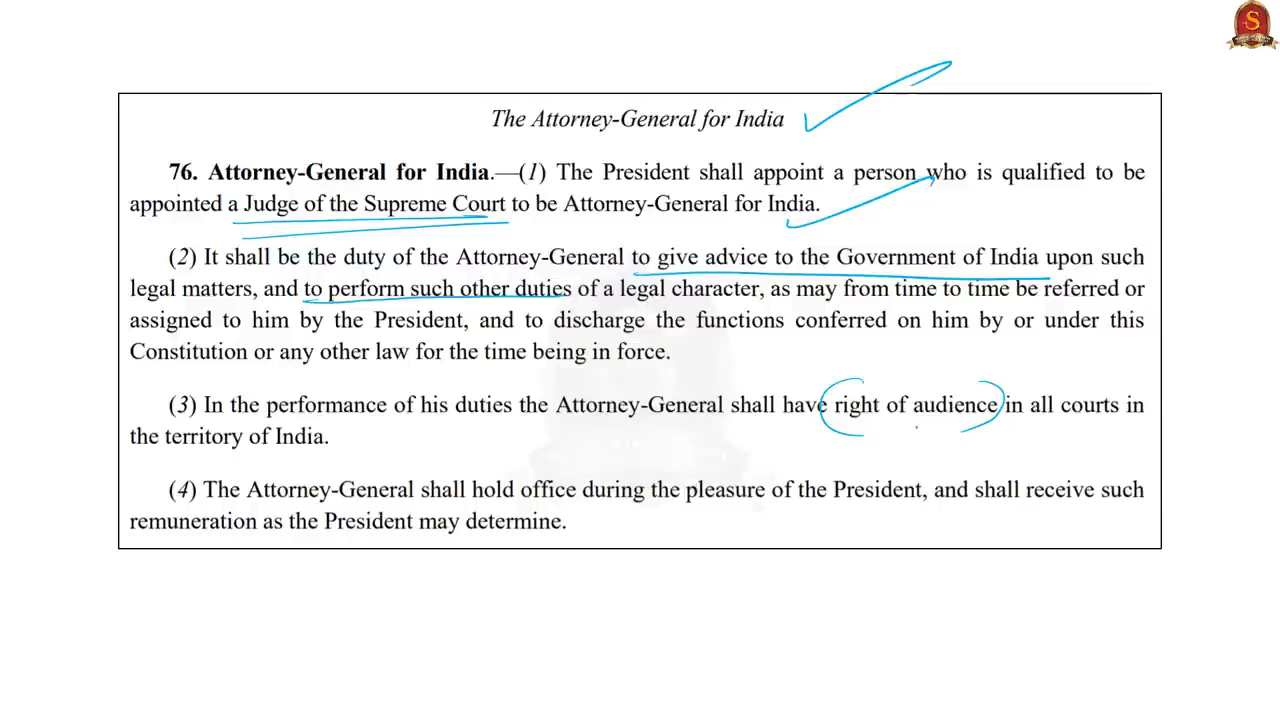 S
The Attorney-General for India
76. Attorney-General for India.—(1) The President shall appoint a person who is qualified to be
appointed a Judge of the Supreme Court to be Attorney-General for India.
(2) It shall be the duty of the Attorney-General to give advice to the Government of India upon such
legal matters, and to perform such other duties of a legal character, as may from time to time be referred or
assigned to him by the President, and to discharge the functions conferred on him by or under this
Constitution or any other law for the time being in force.
(3) In the performance of his duties the Attorney-General shall have right of audience in all courts in
the territory of India.
(4) The Attorney-General shall hold office during the pleasure of the President, and shall receive such
remuneration as the President may determine.